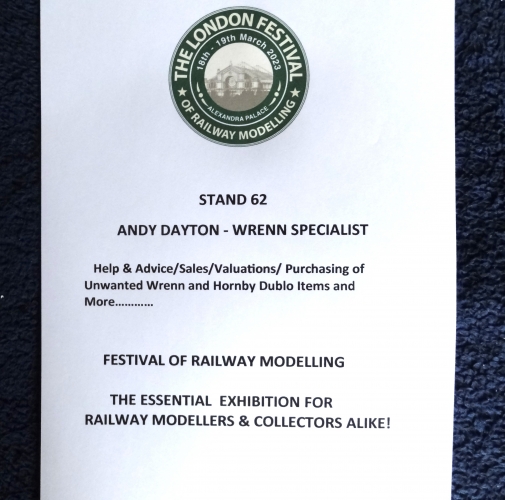 THE LONDON FESTIVAL
18th - 19th March 2023
ALEXANDRA PALACE
OF RAILWAY MODELLING
STAND 62
ANDY DAYTON - WRENN SPECIALIST
Help & Advice/Sales/Valuations/ Purchasing of
Unwanted Wrenn and Hornby Dublo Items and
More............
FESTIVAL OF RAILWAY MODELLING
THE ESSENTIAL EXHIBITION FOR
RAILWAY MODELLERS & COLLECTORS ALIKE!